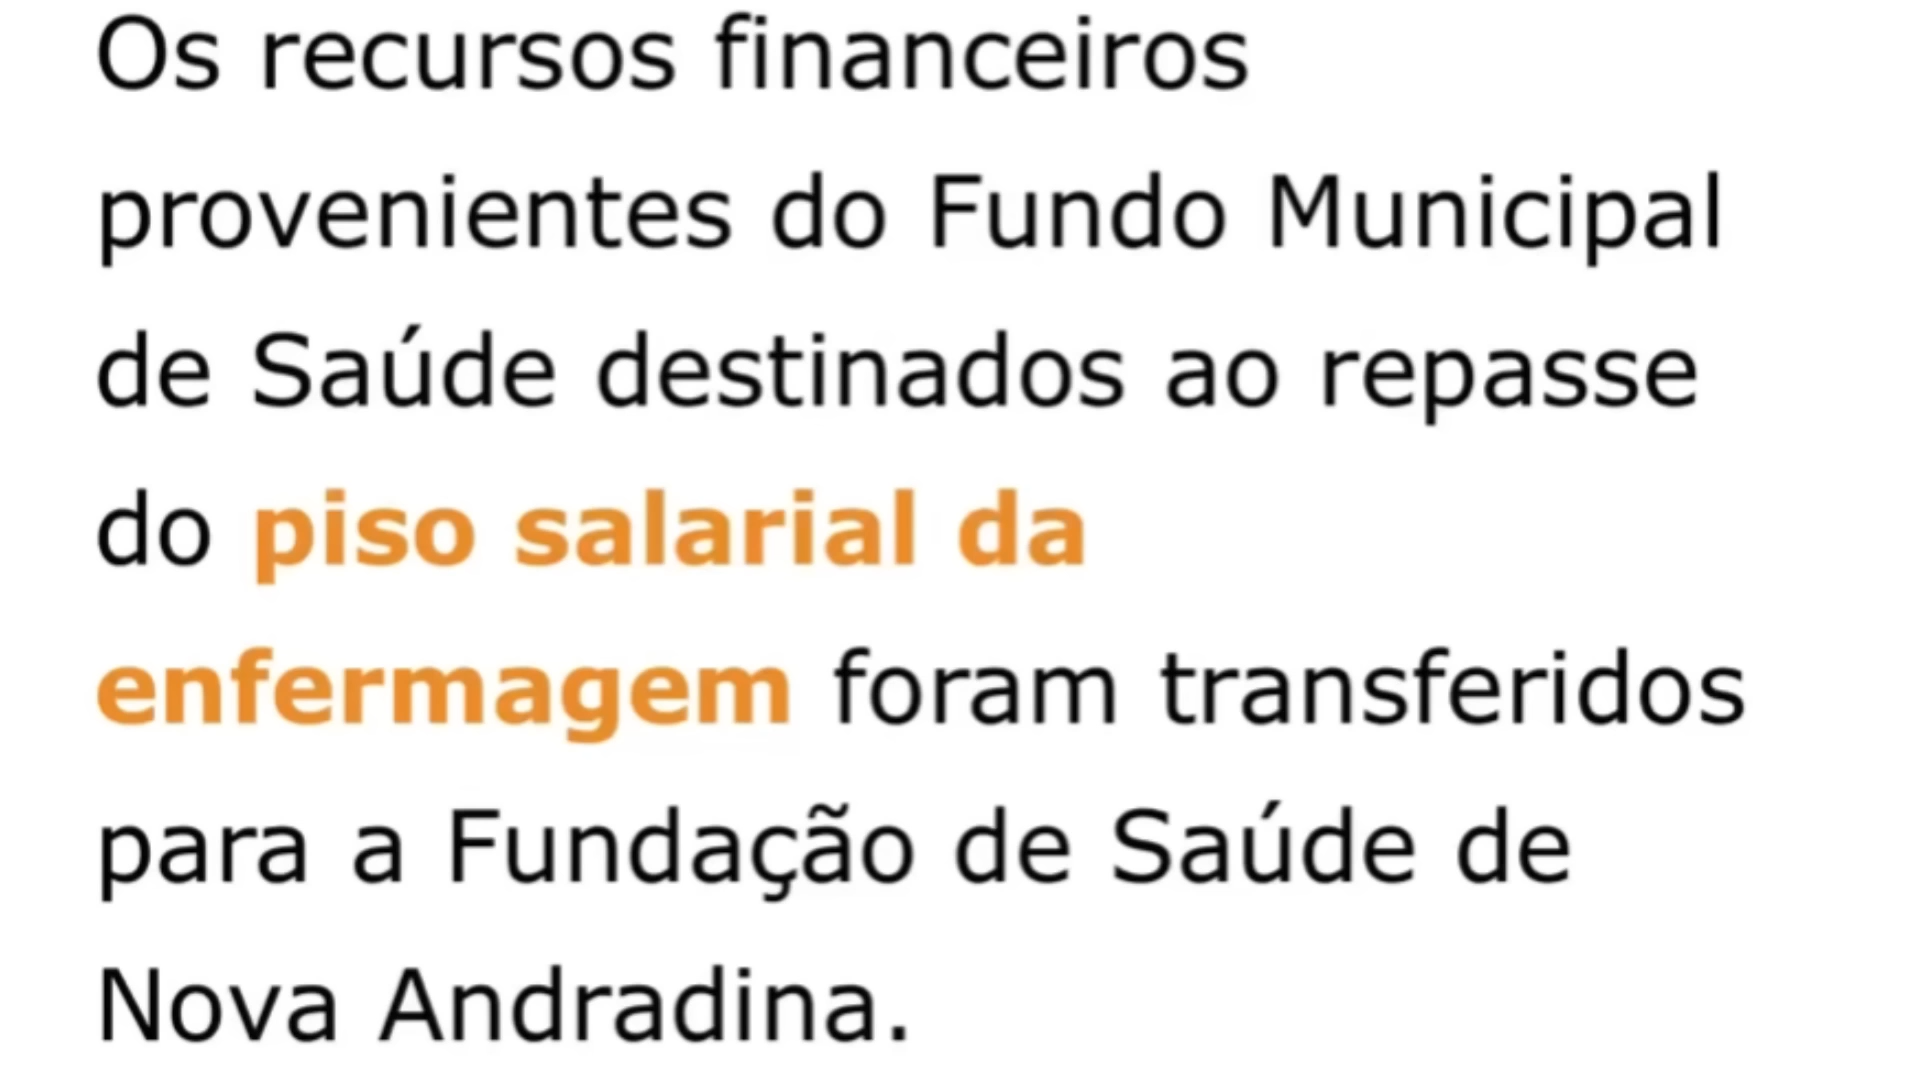 Os recursos financeiros
provenientes do Fundo Municipal
de Saúde destinados ao repasse
do piso salarial da
enfermagem foram transferidos
para a Fundação de Saúde de
Nova Andradina.